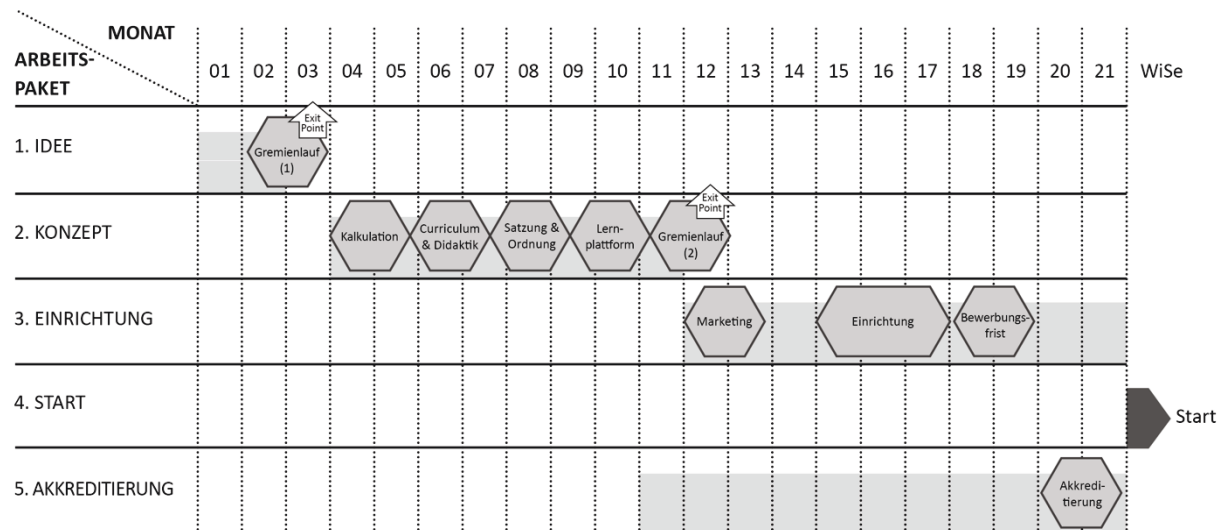 MONAT
ARBEITS-
PAKET
01 02 03 04 05 06 07 08 09 10 11 12 13 14 15 16 17 18 19 20 21 WiSe
1. IDEE
Exit
Point
Gremienlauf
(1)
2. KONZEPT
Kalkulation
Curriculum
& Didaktik
Satzung &
Ordnung
Lern-
plattform
Exit
Point
Gremienlauf
(2)
3. EINRICHTUNG
Marketing
Einrichtung
Bewerbungs-
frist
4. START
Start
5. AKKREDITIERUNG
Akkredi-
tierung